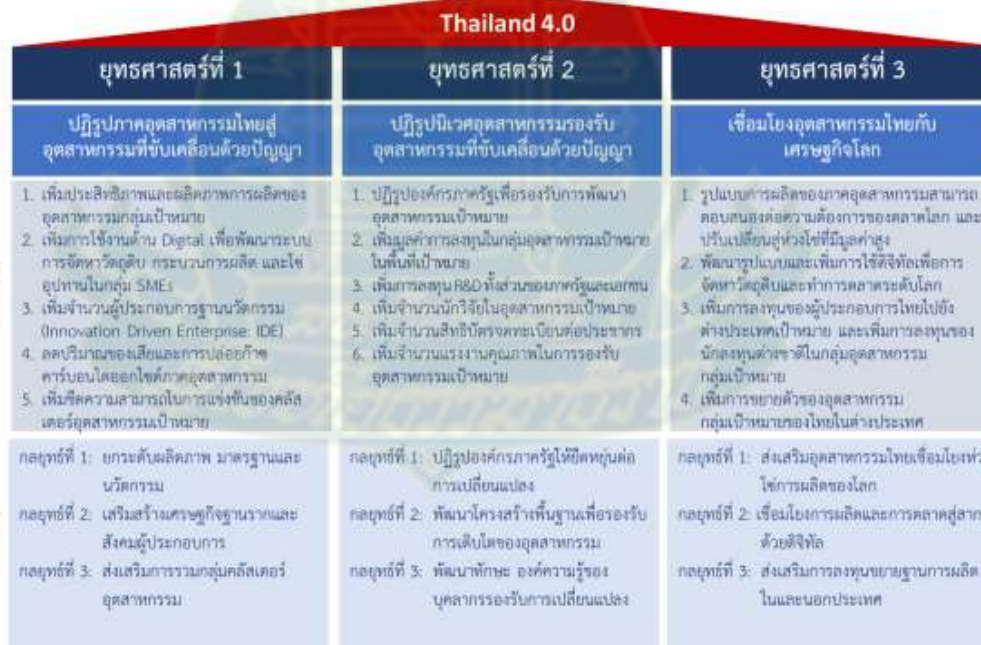 Thailand 4.0
ยุทธศาสตร์ที่ 1
ปฏิรูปภาคอุตสาหกรรมไทยสู่
อุตสาหกรรมที่ขับเคลื่อนด้วยปัญญา
1. เพิ่มประสิทธิภาพและผลิตภาพการผลิตของ
อุตสาหกรรมกลุ่มเป้าหมาย
2. เพิ่มการใช้งานด้าน Digital เพื่อพัฒนาระบบ
การจัดหาวัตถุดิบ กระบวนการผลิต และโซ่
อุปทานในกลุ่ม SMEs
3. เพิ่มจำนวนผู้ประกอบการฐานนวัตกรรม
(Innovation Driven Enterprise: IDE)
4. ลดปริมาณของเสียและการปล่อยก๊าซ
คาร์บอนไดออกไซด์ภาคอุตสาหกรรม
5. เพิ่มขีดความสามารถในการแข่งขันของคลัส
เตอร์อุตสาหกรรมเป้าหมาย
กลยุทธ์ที่ 1: ยกระดับผลิตภาพ มาตรฐานและ
นวัตกรรม
กลยุทธ์ที่ 2: เสริมสร้างเศรษฐกิจฐานรากและ
สังคมผู้ประกอบการ
กลยุทธ์ที่ 3: ส่งเสริมการรวมกลุ่มคลัสเตอร์
อุตสาหกรรม
ยุทธศาสตร์ที่ 2
ปฏิรูปนิเวศอุตสาหกรรมรองรับ
อุตสาหกรรมที่ขับเคลื่อนด้วยปัญญา
1. ปฏิรูปองค์กรภาครัฐเพื่อรองรับการพัฒนา
อุตสาหกรรมเป้าหมาย
2. เพิ่มมูลค่าการลงทุนในกลุ่มอุตสาหกรรมเป้าหมาย
ในพื้นที่เป้าหมาย
3. เพิ่มการลงทุน R&D ทั้งส่วนของภาครัฐและเอกชน
4. เพิ่มจำนวนนักวิจัยในอุตสาหกรรมเป้าหมาย
5. เพิ่มจำนวนสิทธิบัตรจดทะเบียนต่อประชากร
6. เพิ่มจำนวนแรงงานคุณภาพในการรองรับ
อุตสาหกรรมเป้าหมาย
กลยุทธ์ที่ 1: ปฏิรูปองค์กรภาครัฐให้ยืดหยุ่นต่อ
การเปลี่ยนแปลง
กลยุทธ์ที่ 2: พัฒนาโครงสร้างพื้นฐานเพื่อรองรับ
การเติบโตของอุตสาหกรรม
กลยุทธ์ที่ 3: พัฒนาทักษะ องค์ความรู้ของ
บุคลากรรองรับการเปลี่ยนแปลง
ยุทธศาสตร์ที่ 3
เชื่อมโยงอุตสาหกรรมไทยกับ
เศรษฐกิจโลก
1. รูปแบบการผลิตของภาคอุตสาหกรรมสามารถ
ตอบสนองต่อความต้องการของตลาดโลก และ
ปรับเปลี่ยนสู่ห่วงโซ่ที่มีมูลค่าสูง
2. พัฒนารูปแบบและเพิ่มการใช้ดิจิทัลเพื่อการ
จัดหาวัตถุดิบและทำการตลาดระดับโลก
3. เพิ่มการลงทุนของผู้ประกอบการไทยไปยัง
ต่างประเทศเป้าหมาย และเพิ่มการลงทุนของ
นักลงทุนต่างชาติในกลุ่มอุตสาหกรรม
กลุ่มเป้าหมาย
4. เพิ่มการขยายตัวของอุตสาหกรรม
กลุ่มเป้าหมายของไทยในต่างประเทศ
กลยุทธ์ที่ 1: ส่งเสริมอุตสาหกรรมไทยเชื่อมโยงห่ว
โซ่การผลิตของโลก
กลยุทธ์ที่ 2: เชื่อมโยงการผลิตและการตลาดสู่สาก
ด้วยดิจิทัล
กลยุทธ์ที่ 3: ส่งเสริมการลงทุนขยายฐานการผลิต
ในและนอกประเทศ